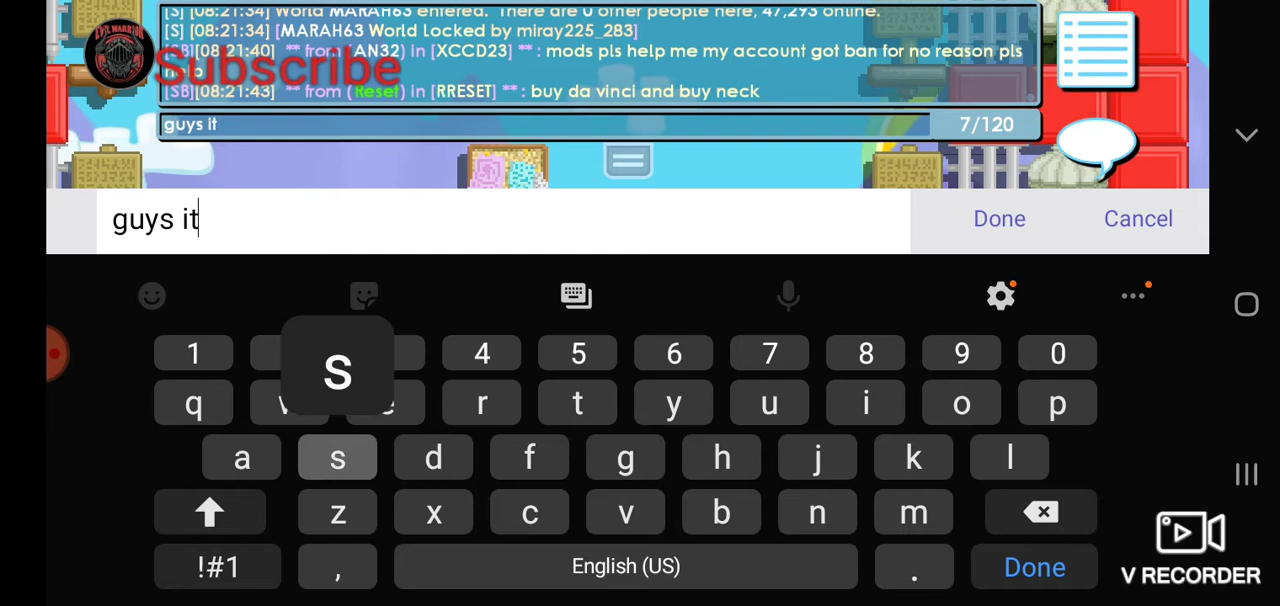 [S] [08:21:34] World MARAH63 entered. There are 0 other people here, 47,293 online.
[S] [08:21:34] [MARAH63 World Locked by miray225_283]
[SB][08:21:40] ** from (AN32) in [XCCD23] ** : mods pls help me my account got ban for no reason pls
help
[SB][08:21:43] ** from (Reset) in [RRESET] ** : buy da vinci and buy neck
EVIL WARRIOR
Subscribe
guys it 7/120
guys it Done Cancel
s
1 4 5 6 7 8 9 0
q w e r t y u i o p
a s d f g h j k l
z x c v b n m
!#1 , English (US) . Done
V RECORDER